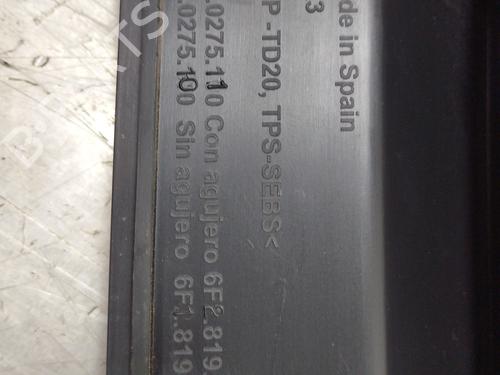 de in Spain
3
P-TD20, TPS-SEBS<
.0275.110 Con agujero 6F2.819
.0275.100 Sin agujero 6F1.819